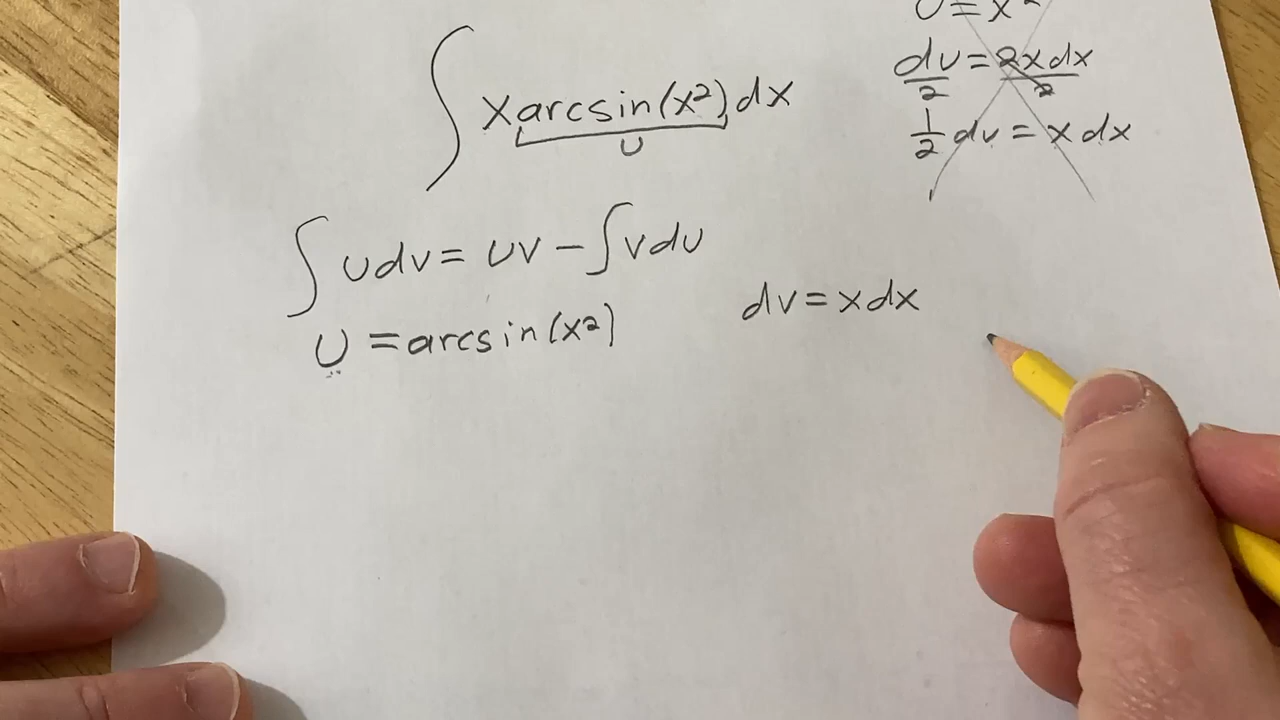 ∫ x arcsin(x²) dx
U
∫ u dv = uv − ∫ v du
U = arcsin(x²)
dv = x dx
U = x²
du/2 = 2x dx/2
1/2 du = x dx